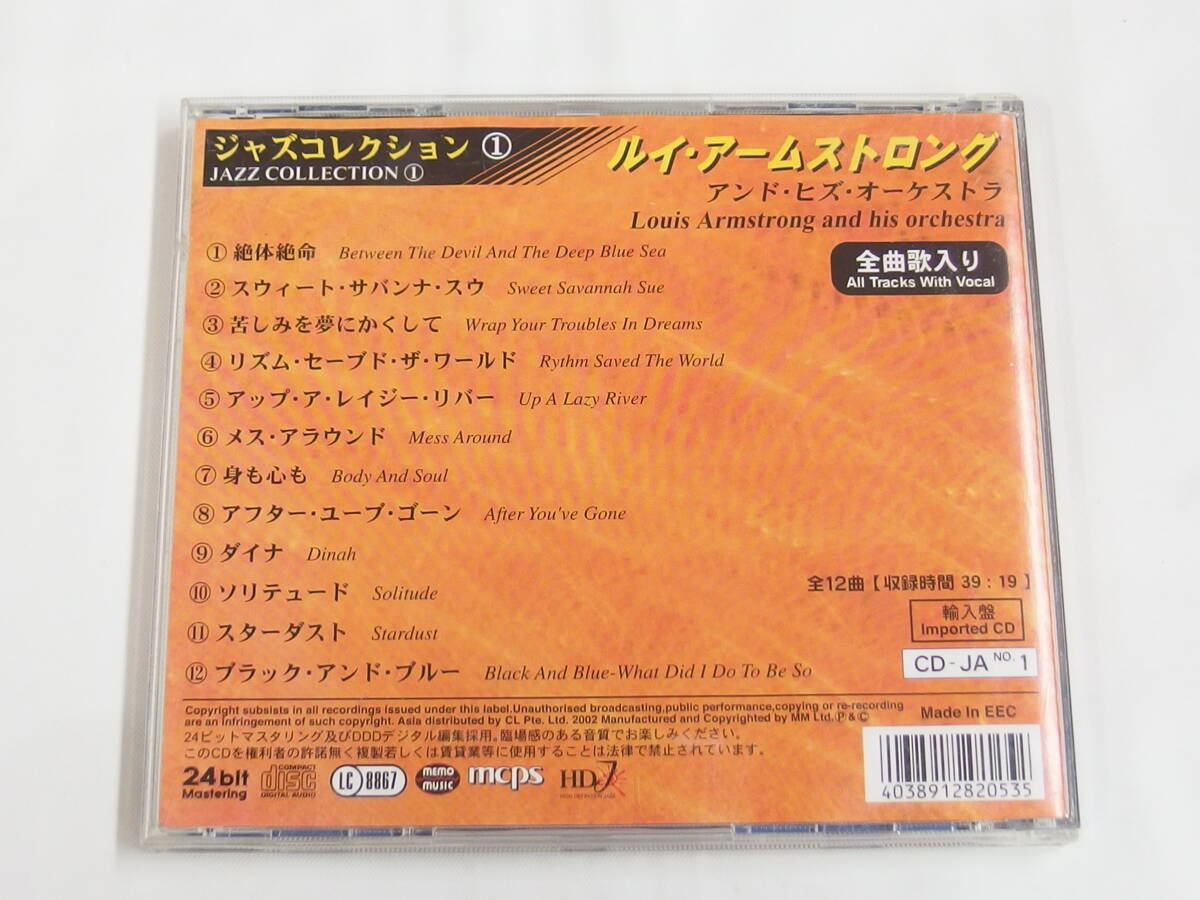 ジャズコレクション ①
JAZZ COLLECTION ①
ルイ・アームストロング
アンド・ヒズ・オーケストラ
Louis Armstrong and his orchestra
全曲歌入り
All Tracks With Vocal
① 絶体絶命 Between The Devil And The Deep Blue Sea
② スウィート・サバンナ・スウ Sweet Savannah Sue
③ 苦しみを夢にかくして Wrap Your Troubles In Dreams
④ リズム・セーブド・ザ・ワールド Rythm Saved The World
⑤ アップ・ア・レイジー・リバー Up A Lazy River
⑥ メス・アラウンド Mess Around
⑦ 身も心も Body And Soul
⑧ アフター・ユーブ・ゴーン After You've Gone
⑨ ダイナ Dinah
⑩ ソリテュード Solitude
⑪ スターダスト Stardust
⑫ ブラック・アンド・ブルー Black And Blue-What Did I Do To Be So
全12曲【収録時間 39：19】
輸入盤
Imported CD
CD-JA NO. 1
Copyright subsists in all recordings issued under this label.Unauthorised broadcasting,public performance,copying or re-recording
are an infringement of such copyright. Asia distributed by CL Pte. Ltd. 2002 Manufactured and Copyrighted by MM Ltd.Ⓟ&©
Made In EEC
24ビットマスタリング及びDDDデジタル編集採用。臨場感のある音質でお楽しみください。
このCDを権利者の許諾無く複製若しくは賃貸業等に使用することは法律で禁止されています。
24bit
Mastering
COMPACT
disc
DIGITAL AUDIO
LC 8867
MEMO
MUSIC
mcps
HDJ
HIGH DEFINITION JAZZ
4038912820535